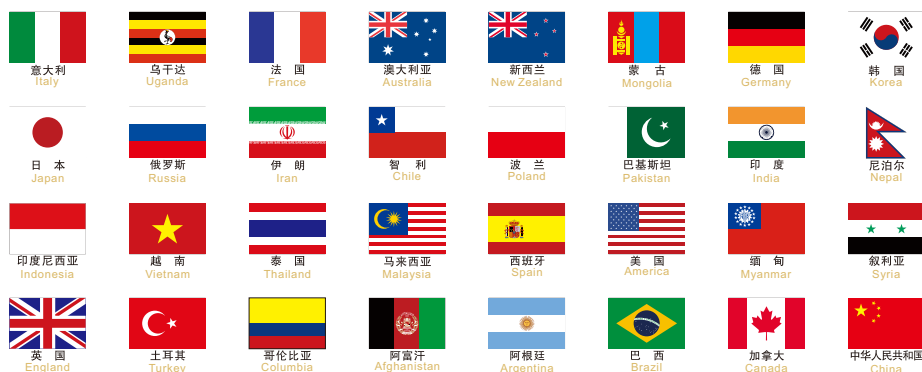 意大利 乌干达 法国 澳大利亚 新西兰 蒙古 德国 韩国
Italy Uganda France Australia New Zealand Mongolia Germany Korea
日本 俄罗斯 伊朗 智利 波兰 巴基斯坦 印度 尼泊尔
Japan Russia Iran Chile Poland Pakistan India Nepal
印度尼西亚 越南 泰国 马来西亚 西班牙 美国 缅甸 叙利亚
Indonesia Vietnam Thailand Malaysia Spain America Myanmar Syria
英国 土耳其 哥伦比亚 阿富汗 阿根廷 巴西 加拿大 中华人民共和国
England Turkey Columbia Afghanistan Argentina Brazil Canada China